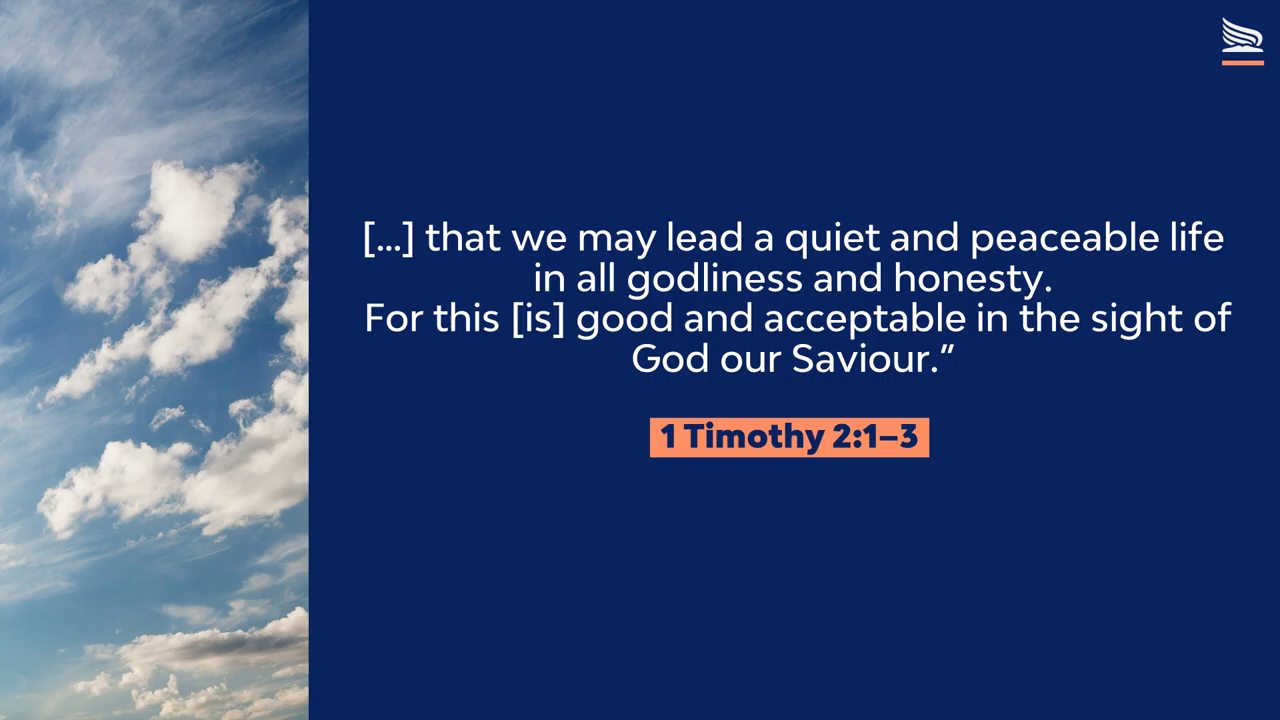 [...] that we may lead a quiet and peaceable life
in all godliness and honesty.
For this [is] good and acceptable in the sight of
God our Saviour.”
1 Timothy 2:1–3